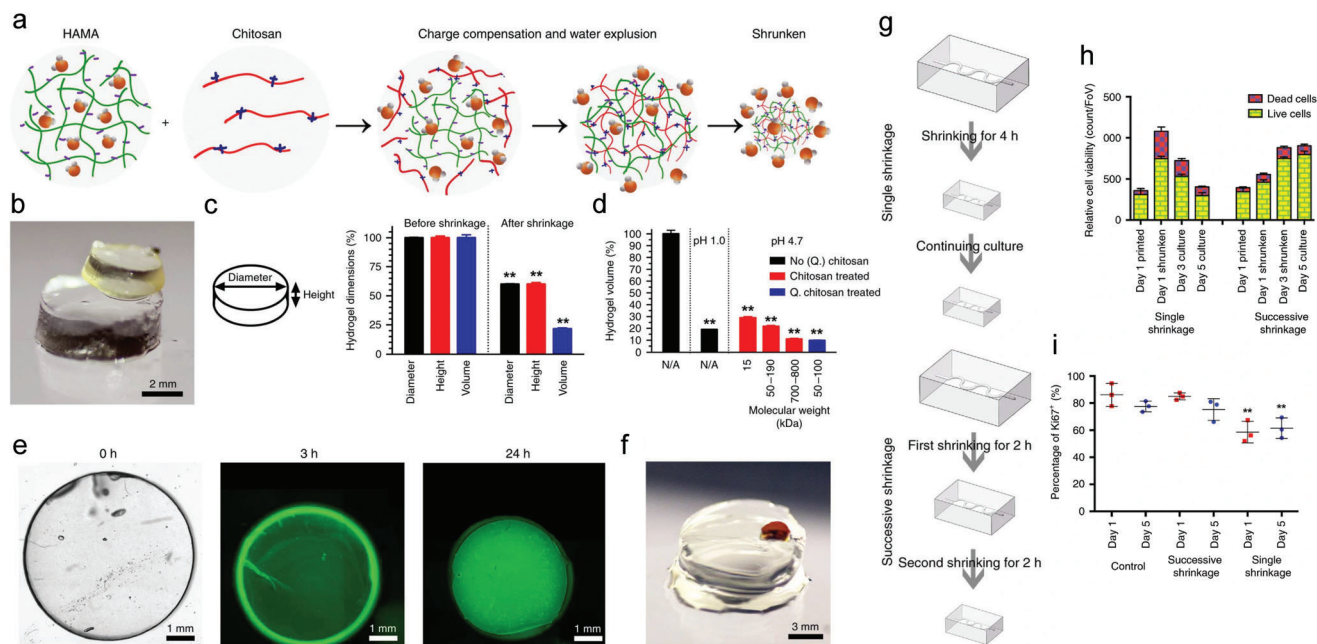 a
HAMA
Chitosan
Charge compensation and water explusion
Shrunken
+
b
2 mm
c
Diameter
Height
Hydrogel dimensions (%)
100
75
50
25
Before shrinkage
After shrinkage
**
**
**
Diameter
Height
Volume
Diameter
Height
Volume
d
Hydrogel volume (%)
100
90
80
70
60
50
40
30
20
10
0
pH 1.0
pH 4.7
No (Q.) chitosan
Chitosan treated
Q. chitosan treated
**
**
**
**
**
N/A
N/A
15
50–190
700–800
50–100
Molecular weight
(kDa)
e
0 h
3 h
24 h
1 mm
1 mm
1 mm
f
3 mm
g
Single shrinkage
Shrinking for 4 h
Continuing culture
Successive shrinkage
First shrinking for 2 h
Second shrinking for 2 h
h
Relative cell viability (count/FoV)
500
000
500
0
Dead cells
Live cells
Day 1 printed
Day 1 shrunken
Day 3 culture
Day 5 culture
Day 1 printed
Day 1 shrunken
Day 3 shrunken
Day 5 culture
Single
shrinkage
Successive
shrinkage
i
Percentage of Ki67+ (%)
100
80
60
40
20
0
**
**
Day 1
Day 5
Day 1
Day 5
Day 1
Day 5
Control
Successive
shrinkage
Single
shrinkage